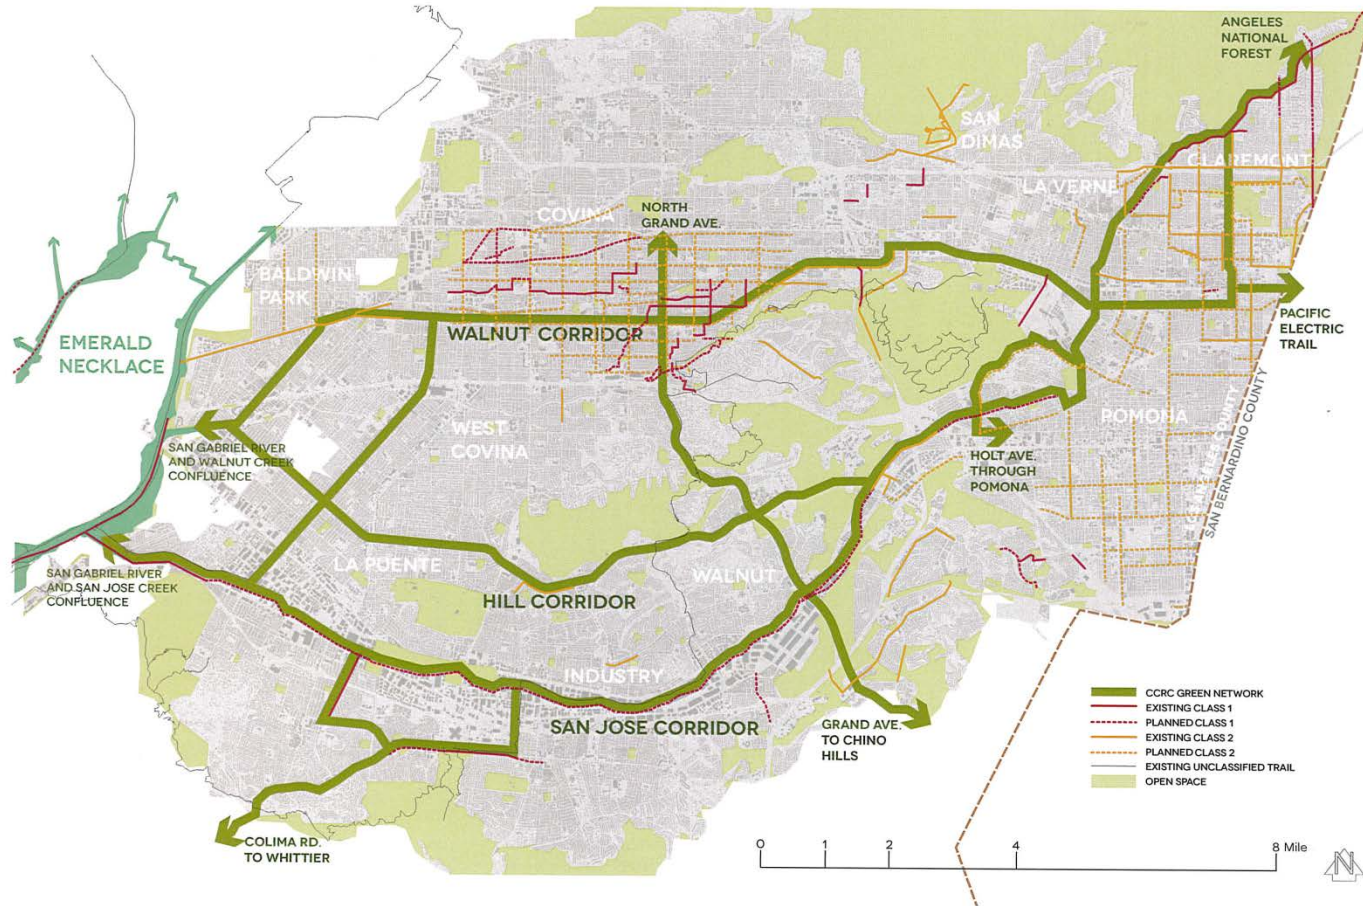 ANGELES
NATIONAL
FOREST
SAN
DIMAS
CLAREMONT
LA VERNE
NORTH
GRAND AVE.
COVINA
BALDWIN
PARK
EMERALD
NECKLACE
WALNUT CORRIDOR
PACIFIC
ELECTRIC
TRAIL
WEST
COVINA
POMONA
SAN GABRIEL RIVER
AND WALNUT CREEK
CONFLUENCE
HOLT AVE.
THROUGH
POMONA
LOS ANGELES COUNTY
SAN BERNARDINO COUNTY
SAN GABRIEL RIVER
AND SAN JOSE CREEK
CONFLUENCE
LA PUENTE
WALNUT
HILL CORRIDOR
INDUSTRY
SAN JOSE CORRIDOR
GRAND AVE.
TO CHINO
HILLS
COLIMA RD.
TO WHITTIER
CCRC GREEN NETWORK
EXISTING CLASS 1
PLANNED CLASS 1
EXISTING CLASS 2
PLANNED CLASS 2
EXISTING UNCLASSIFIED TRAIL
OPEN SPACE
0 1 2 4 8 Mile
N